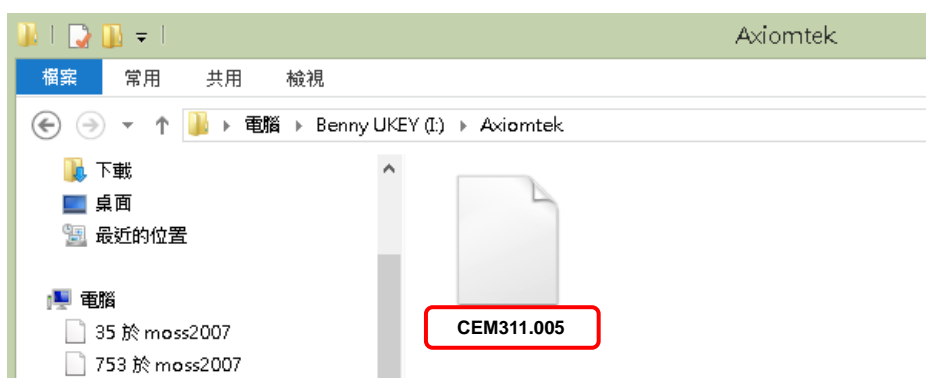 Axiomtek
檔案 常用 共用 檢視
電腦 Benny UKEY (I:) Axiomtek
下載
桌面
最近的位置
電腦
35 於 moss2007
753 於 moss2007
CEM311.005